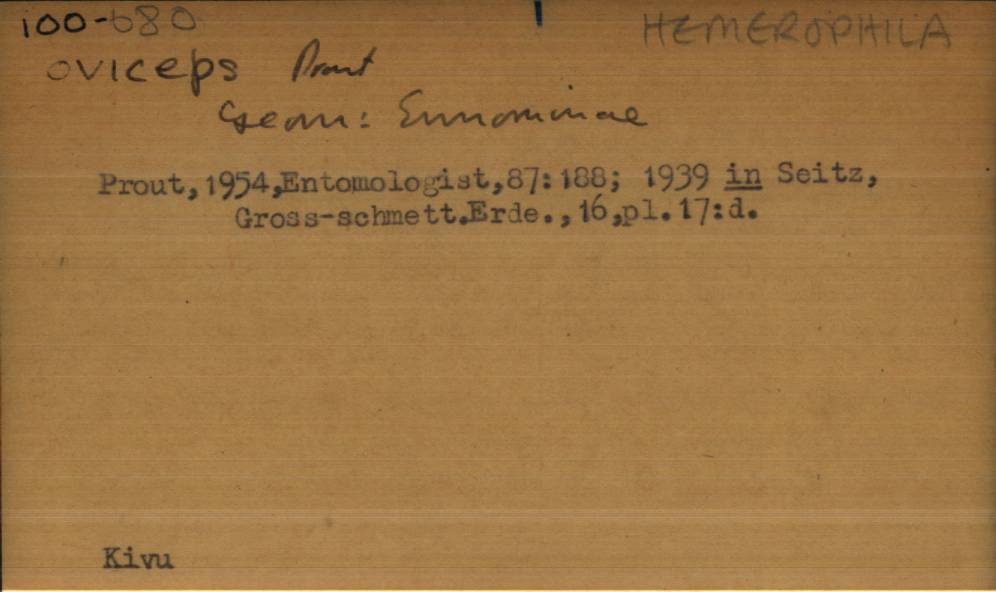 100-680
HEMEROPHILA
oviceps Prout
Geom: Ennominae
Prout, 1954, Entomologist, 87: 188; 1939 in Seitz,
Gross-schmett.Erde., 16, pl. 17:d.
Kivu